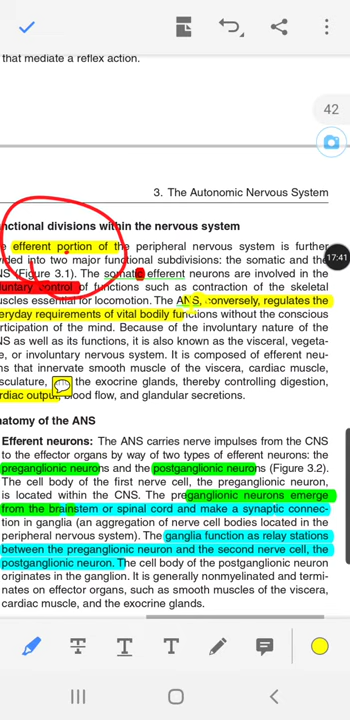 that mediate a reflex action.
42
3. The Autonomic Nervous System
17:41
nctional divisions within the nervous system
e efferent portion of the peripheral nervous system is further
vided into two major functional subdivisions: the somatic and the
NS (Figure 3.1). The somatic efferent neurons are involved in the
luntary control of functions such as contraction of the skeletal
uscles essential for locomotion. The ANS, conversely, regulates the
eryday requirements of vital bodily functions without the conscious
rticipation of the mind. Because of the involuntary nature of the
NS as well as its functions, it is also known as the visceral, vegeta-
e, or involuntary nervous system. It is composed of efferent neu-
ns that innervate smooth muscle of the viscera, cardiac muscle,
sculature, and the exocrine glands, thereby controlling digestion,
rdiac output, blood flow, and glandular secretions.
natomy of the ANS
Efferent neurons: The ANS carries nerve impulses from the CNS
to the effector organs by way of two types of efferent neurons: the
preganglionic neurons and the postganglionic neurons (Figure 3.2).
The cell body of the first nerve cell, the preganglionic neuron,
is located within the CNS. The preganglionic neurons emerge
from the brainstem or spinal cord and make a synaptic connec-
tion in ganglia (an aggregation of nerve cell bodies located in the
peripheral nervous system). The ganglia function as relay stations
between the preganglionic neuron and the second nerve cell, the
postganglionic neuron. The cell body of the postganglionic neuron
originates in the ganglion. It is generally nonmyelinated and termi-
nates on effector organs, such as smooth muscles of the viscera,
cardiac muscle, and the exocrine glands.